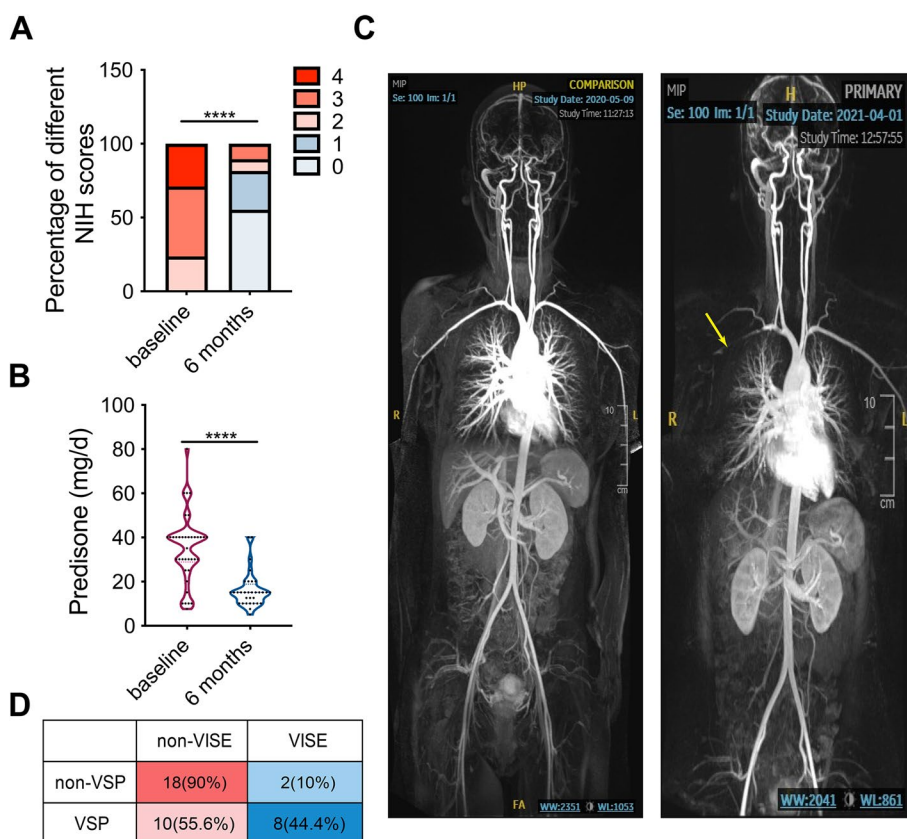 A
Percentage of different
NIH scores
150
100
50
0
****
4
3
2
1
0
baseline
6 months
B
Predisone (mg/d)
100
80
60
40
20
0
****
baseline
6 months
C
MIP
Se: 100 Im: 1/1
HP
COMPARISON
Study Date: 2020-05-09
Study Time: 11:27:13
R
L
10
cm
FA
WW:2351 WL:1053
MIP
Se: 100 Im: 1/1
H
PRIMARY
Study Date: 2021-04-01
Study Time: 12:57:55
R
L
10
cm
WW:2041 WL:861
D
non-VISE VISE
non-VSP 18(90%) 2(10%)
VSP 10(55.6%) 8(44.4%)